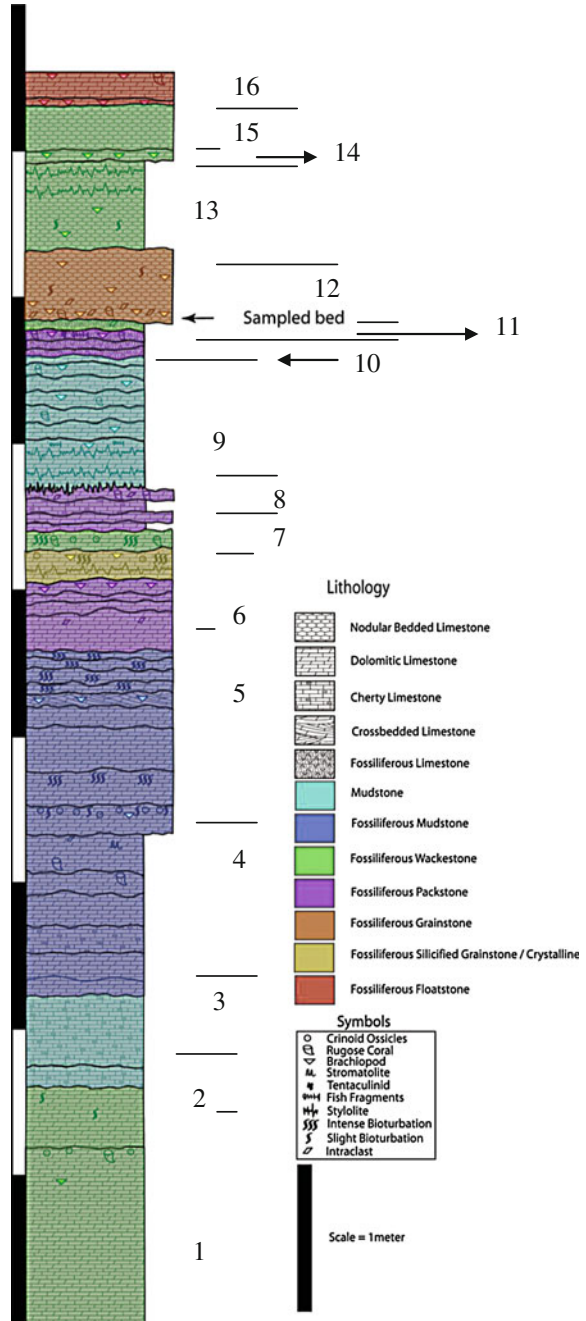 16
15
14
13
12
Sampled bed
11
10
9
8
7
6
5
4
3
2
1
Lithology
Nodular Bedded Limestone
Dolomitic Limestone
Cherty Limestone
Crossbedded Limestone
Fossiliferous Limestone
Mudstone
Fossiliferous Mudstone
Fossiliferous Wackestone
Fossiliferous Packstone
Fossiliferous Grainstone
Fossiliferous Silicified Grainstone / Crystalline
Fossiliferous Floatstone
Symbols
Crinoid Ossicles
Rugose Coral
Brachiopod
Stromatolite
Tentaculinid
Fish Fragments
Stylolite
Intense Bioturbation
Slight Bioturbation
Intraclast
Scale = 1meter